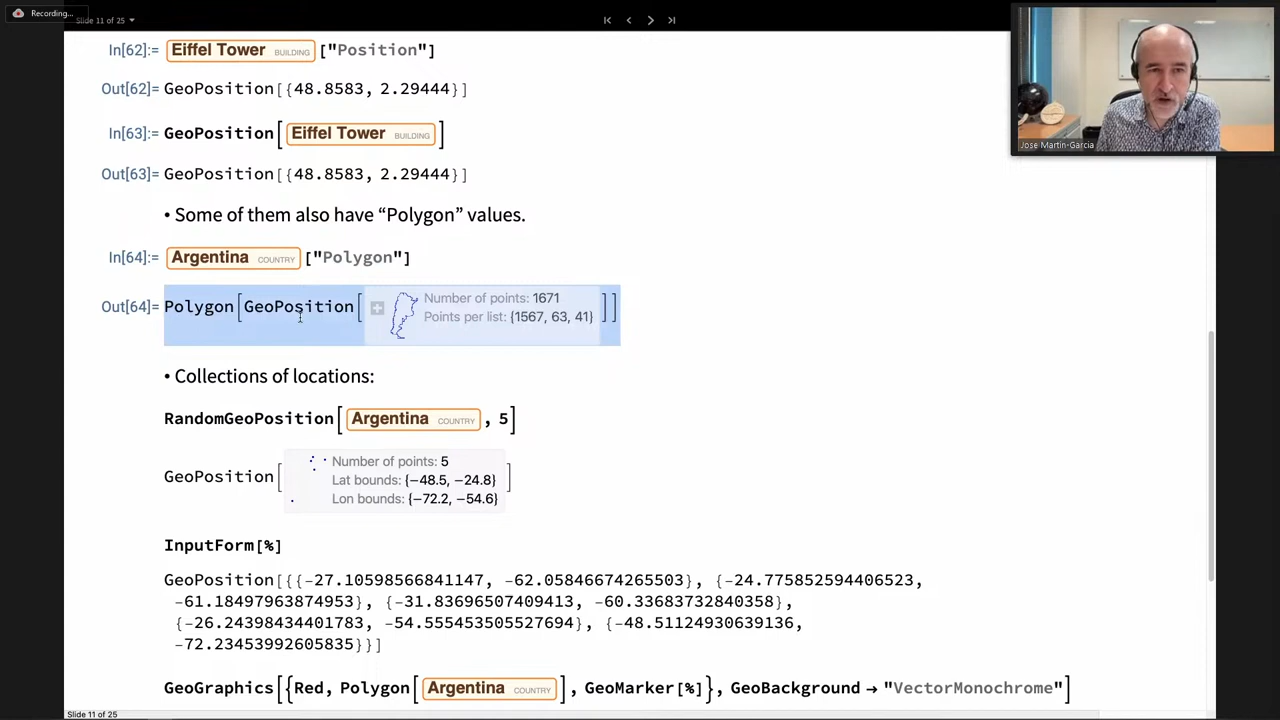 Recording...
Slide 11 of 25
In[62]:= Eiffel Tower BUILDING ["Position"]
Out[62]= GeoPosition[{48.8583, 2.29444}]
In[63]:= GeoPosition[Eiffel Tower BUILDING]
Out[63]= GeoPosition[{48.8583, 2.29444}]
• Some of them also have “Polygon” values.
In[64]:= Argentina COUNTRY ["Polygon"]
Out[64]= Polygon[GeoPosition[ Number of points: 1671
Points per list: {1567, 63, 41} ]]
• Collections of locations:
RandomGeoPosition[Argentina COUNTRY, 5]
GeoPosition[ Number of points: 5
Lat bounds: {-48.5, -24.8}
Lon bounds: {-72.2, -54.6} ]
InputForm[%]
GeoPosition[{{-27.10598566841147, -62.05846674265503}, {-24.775852594406523,
-61.18497963874953}, {-31.83696507409413, -60.33683732840358},
{-26.24398434401783, -54.555453505527694}, {-48.51124930639136,
-72.23453992605835}}]
GeoGraphics[{Red, Polygon[Argentina COUNTRY], GeoMarker[%]}, GeoBackground → "VectorMonochrome"]
Slide 11 of 25
Jose Martin-Garcia